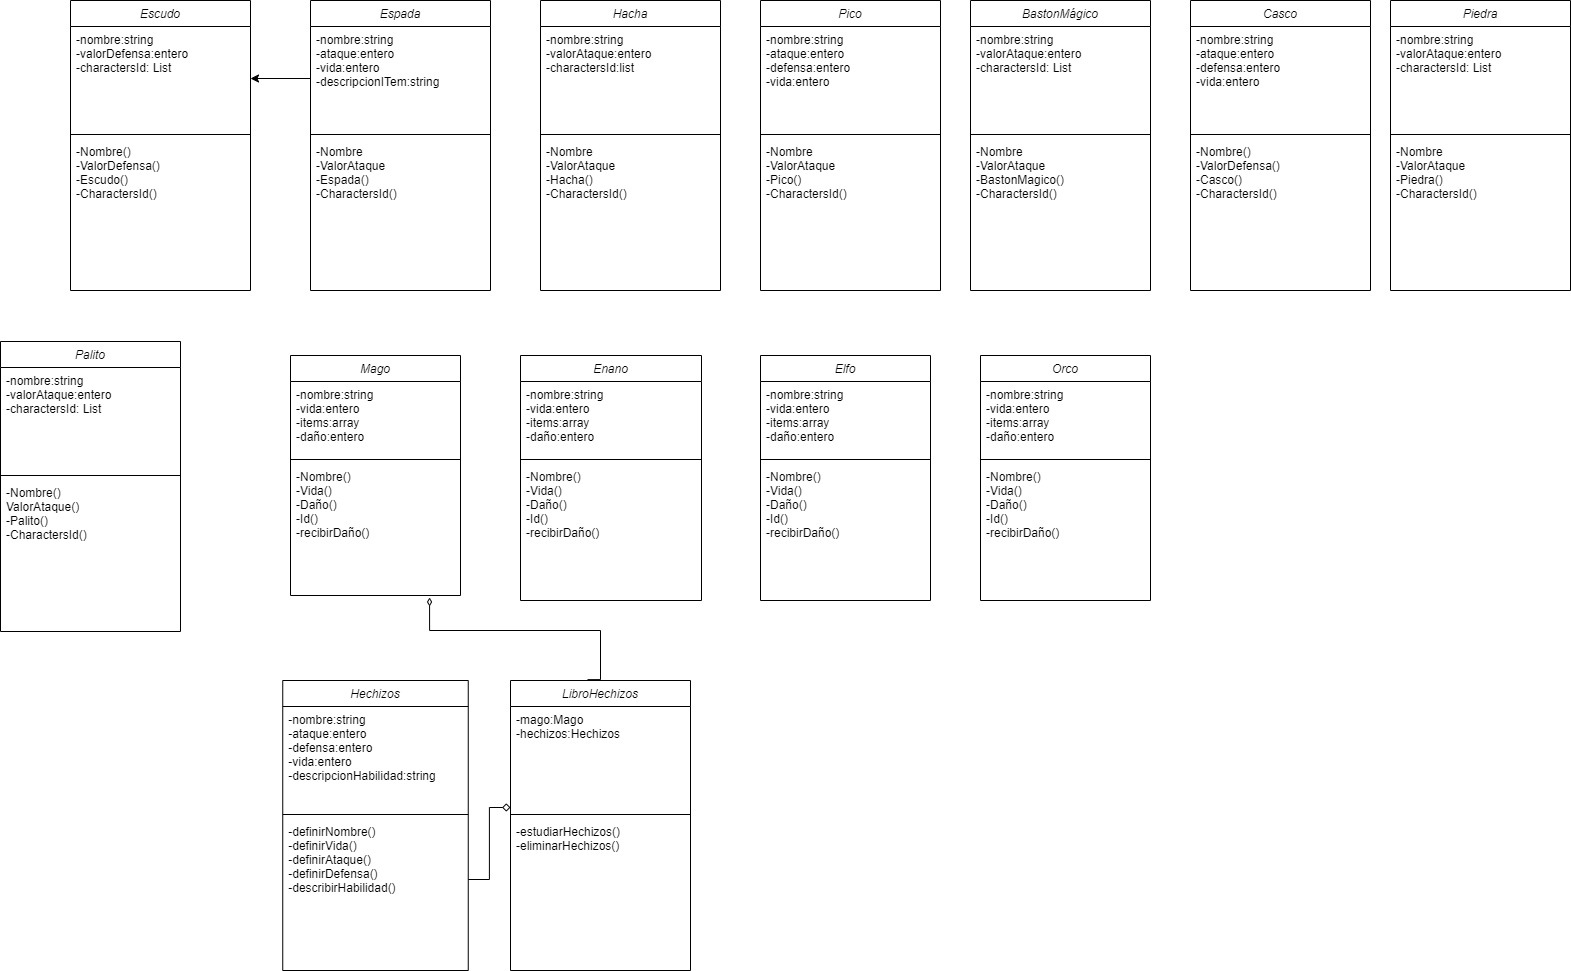 Escudo
-nombre:string
-valorDefensa:entero
-charactersId: List
-Nombre()
-ValorDefensa()
-Escudo()
-CharactersId()
Espada
-nombre:string
-ataque:entero
-vida:entero
-descripcionITem:string
-Nombre
-ValorAtaque
-Espada()
-CharactersId()
Hacha
-nombre:string
-valorAtaque:entero
-charactersId:list
-Nombre
-ValorAtaque
-Hacha()
-CharactersId()
Pico
-nombre:string
-ataque:entero
-defensa:entero
-vida:entero
-Nombre
-ValorAtaque
-Pico()
-CharactersId()
BastonMágico
-nombre:string
-valorAtaque:entero
-charactersId: List
-Nombre
-ValorAtaque
-BastonMagico()
-CharactersId()
Casco
-nombre:string
-ataque:entero
-defensa:entero
-vida:entero
-Nombre()
-ValorDefensa()
-Casco()
-CharactersId()
Piedra
-nombre:string
-valorAtaque:entero
-charactersId: List
-Nombre
-ValorAtaque
-Piedra()
-CharactersId()
Palito
-nombre:string
-valorAtaque:entero
-charactersId: List
-Nombre()
ValorAtaque()
-Palito()
-CharactersId()
Mago
-nombre:string
-vida:entero
-items:array
-daño:entero
-Nombre()
-Vida()
-Daño()
-Id()
-recibirDaño()
Enano
-nombre:string
-vida:entero
-items:array
-daño:entero
-Nombre()
-Vida()
-Daño()
-Id()
-recibirDaño()
Elfo
-nombre:string
-vida:entero
-items:array
-daño:entero
-Nombre()
-Vida()
-Daño()
-Id()
-recibirDaño()
Orco
-nombre:string
-vida:entero
-items:array
-daño:entero
-Nombre()
-Vida()
-Daño()
-Id()
-recibirDaño()
Hechizos
-nombre:string
-ataque:entero
-defensa:entero
-vida:entero
-descripcionHabilidad:string
-definirNombre()
-definirVida()
-definirAtaque()
-definirDefensa()
-describirHabilidad()
LibroHechizos
-mago:Mago
-hechizos:Hechizos
-estudiarHechizos()
-eliminarHechizos()